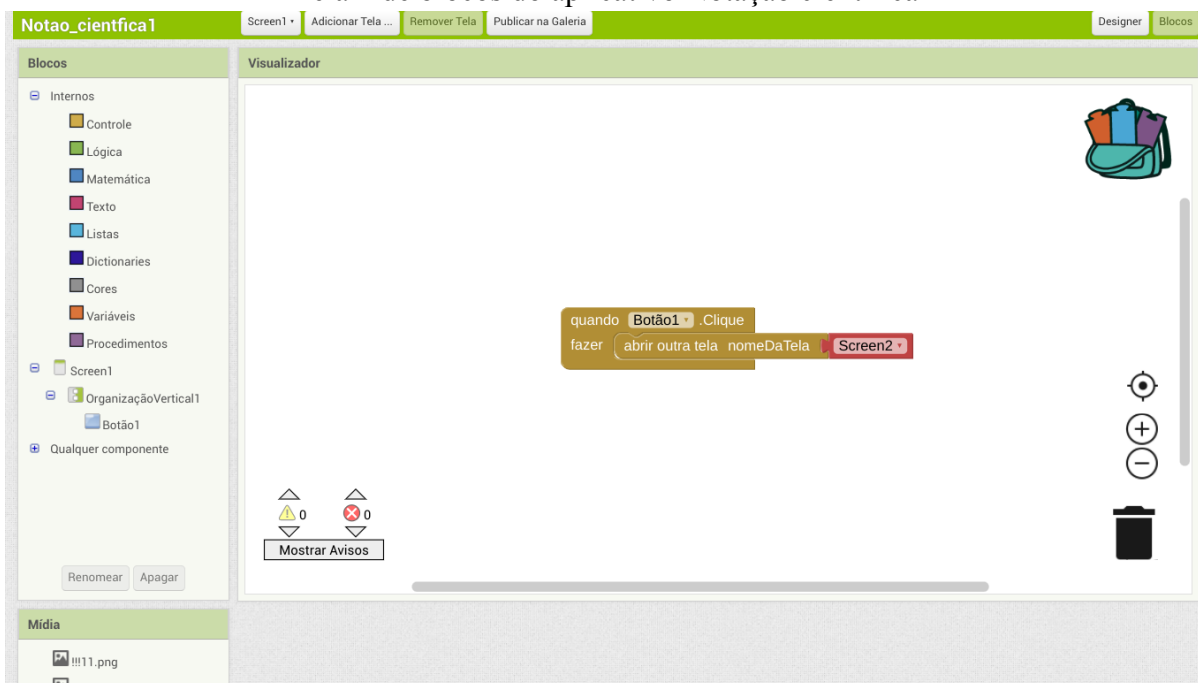 Notao_cientfica1
Screen1 Adicionar Tela ... Remover Tela Publicar na Galeria Designer Blocos
Blocos
Internos
Controle
Lógica
Matemática
Texto
Listas
Dictionaries
Cores
Variáveis
Procedimentos
Screen1
OrganizaçãoVertical1
Botão1
Qualquer componente
Renomear Apagar
Mídia
!!!11.png
Visualizador
quando Botão1 .Clique
fazer abrir outra tela nomeDaTela Screen2
0 0
Mostrar Avisos